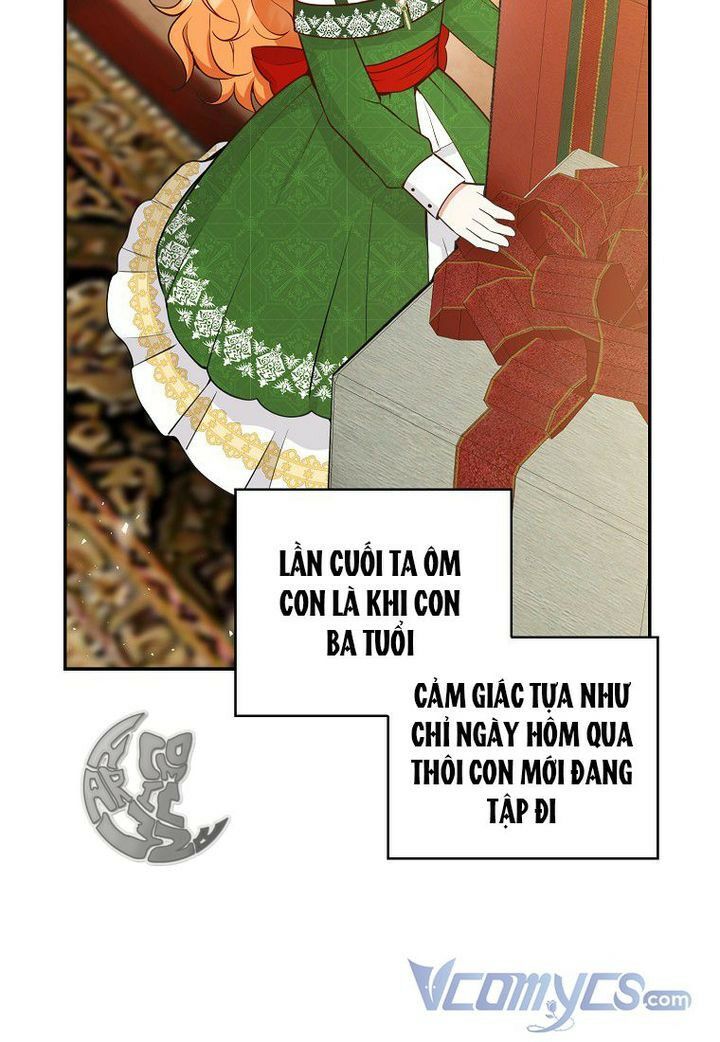 LẦN CUỐI TA ÔM
CON LÀ KHI CON
BA TUỔI
CẢM GIÁC TỰA NHƯ
CHỈ NGÀY HÔM QUA
THÔI CON MỚI ĐANG
TẬP ĐI
VCOMYCS.com